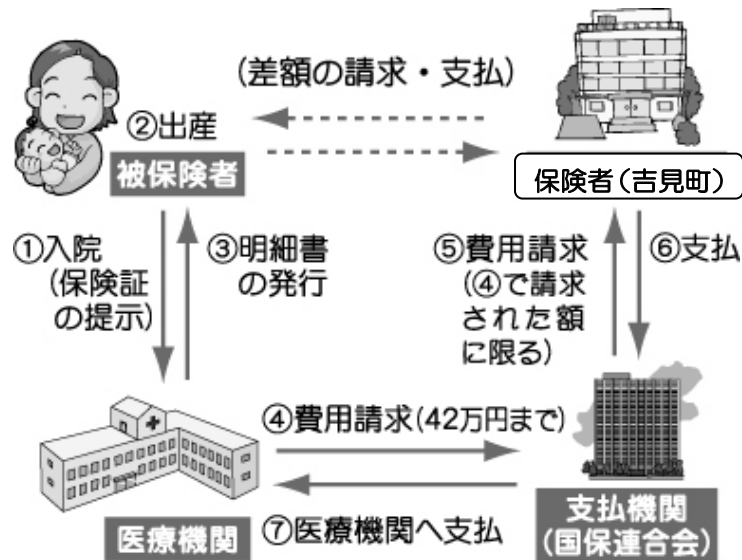 (差額の請求・支払)
②出産
被保険者
保険者(吉見町)
①入院
(保険証
の提示)
③明細書
の発行
⑤費用請求
(④で請求
された額
に限る)
⑥支払
④費用請求(42万円まで)
医療機関
⑦医療機関へ支払
支払機関
(国保連合会)